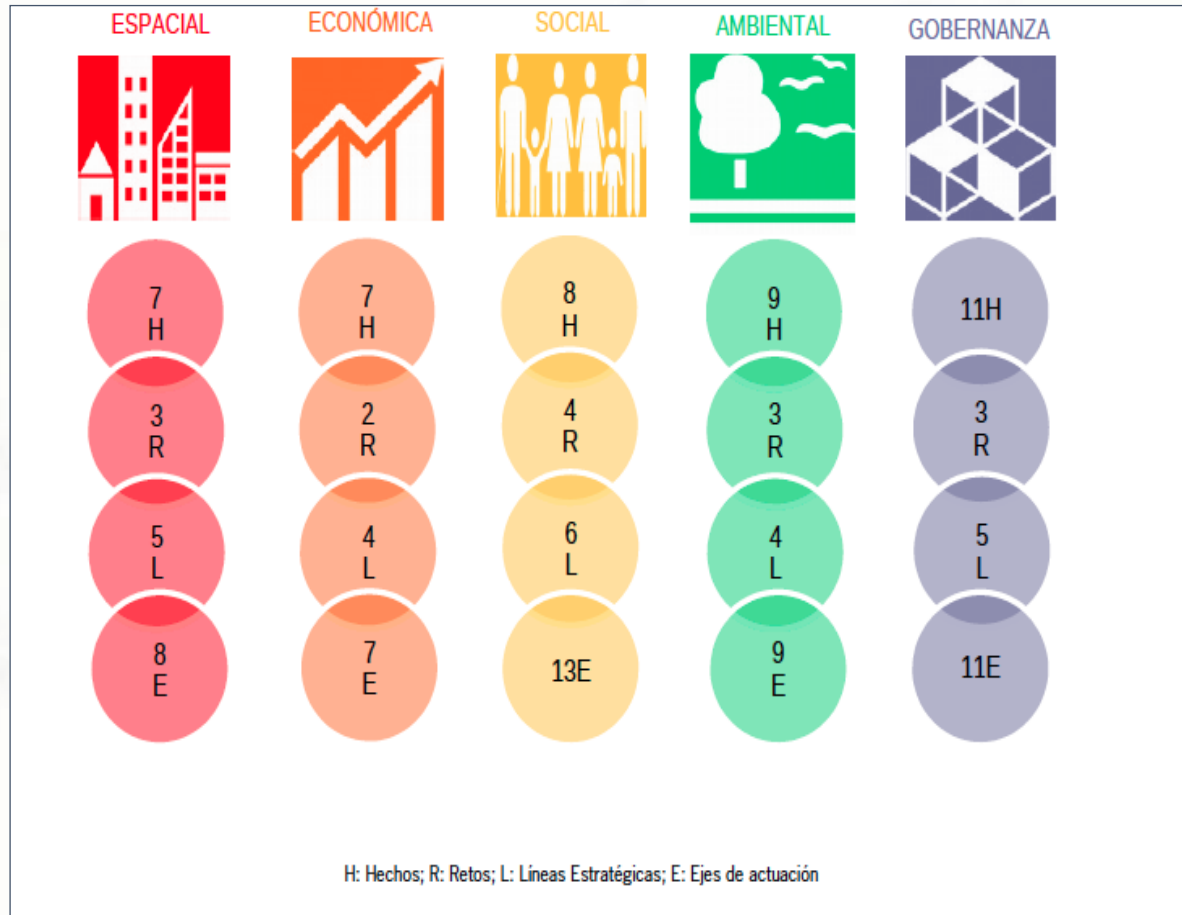 ESPACIAL
ECONÓMICA
SOCIAL
AMBIENTAL
GOBERNANZA
7
H
7
H
8
H
9
H
11H
3
R
2
R
4
R
3
R
3
R
5
L
4
L
6
L
4
L
5
L
8
E
7
E
13E
9
E
11E
H: Hechos; R: Retos; L: Líneas Estratégicas; E: Ejes de actuación